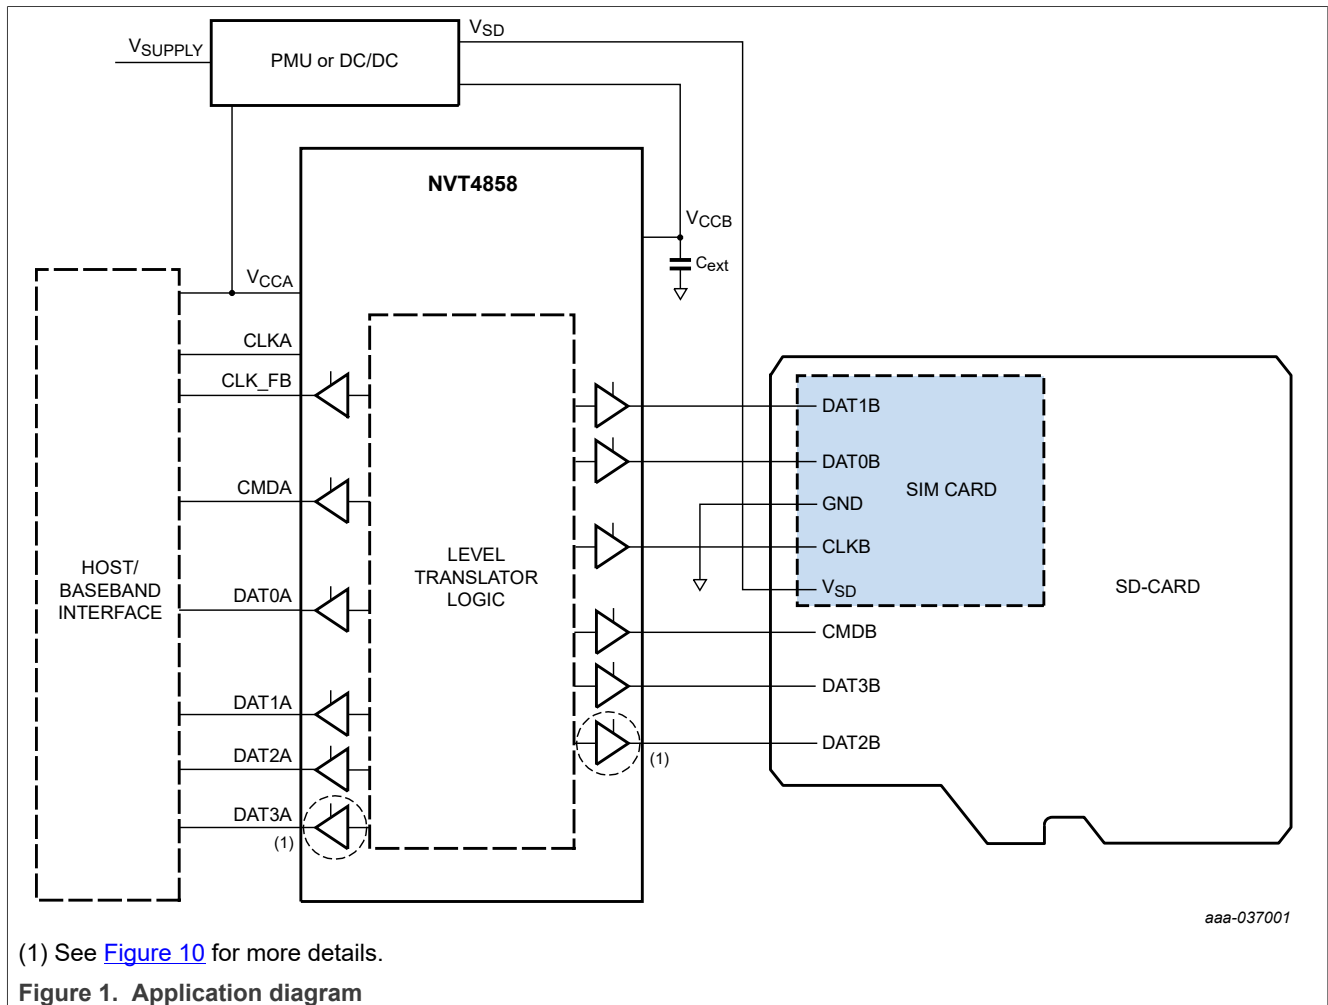 VSUPPLY
PMU or DC/DC
VSD
NVT4858
VCCB
Cext
VCCA
CLKA
CLK_FB
CMDA
DAT0A
DAT1A
DAT2A
DAT3A
(1)
HOST/
BASEBAND
INTERFACE
LEVEL
TRANSLATOR
LOGIC
(1)
DAT1B
DAT0B
GND
CLKB
VSD
SIM CARD
CMDB
DAT3B
DAT2B
SD-CARD
aaa-037001
(1) See Figure 10 for more details.
Figure 1. Application diagram